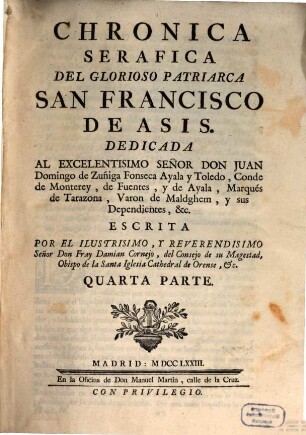 CHRONICA
SERAFICA
DEL GLORIOSO PATRIARCA
SAN FRANCISCO
DE ASIS.
DEDICADA
AL EXCELENTISIMO SEÑOR DON JUAN
Domingo de Zuñiga Fonseca Ayala y Toledo, Conde
de Monterey, de Fuentes, y de Ayala, Marqués
de Tarazona, Varon de Maldghem, y sus
Dependientes, &c.
ESCRITA
POR EL ILUSTRISIMO, Y REVERENDISIMO
Señor Don Fray Damian Cornejo, del Consejo de su Magestad,
Obispo de la Santa Iglesia Cathedral de Orense, &c.
QUARTA PARTE.
MADRID: MDCCLXXIII.
En la Oficina de Don Manuel Martin, calle de la Cruz.
CON PRIVILEGIO.